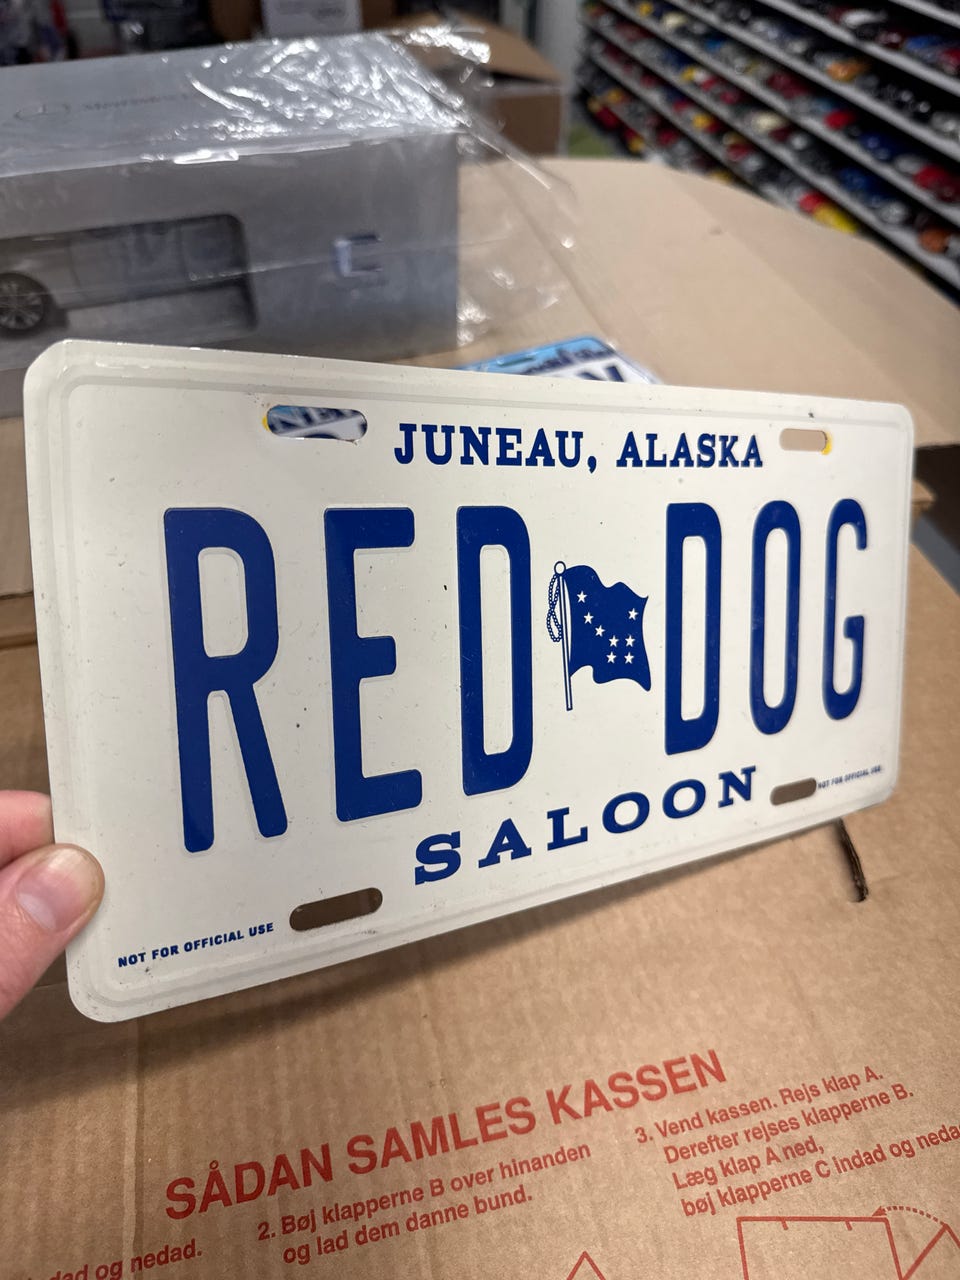 JUNEAU, ALASKA
RED DOG
SALOON
NOT FOR OFFICIAL USE
NOT FOR OFFICIAL USE
SÅDAN SAMLES KASSEN
2. Bøj klapperne B over hinanden
og lad dem danne bund.
3. Vend kassen. Rejs klap A.
Derefter rejses klapperne B.
Læg klap A ned,
bøj klapperne C indad og nedad
og nedad.